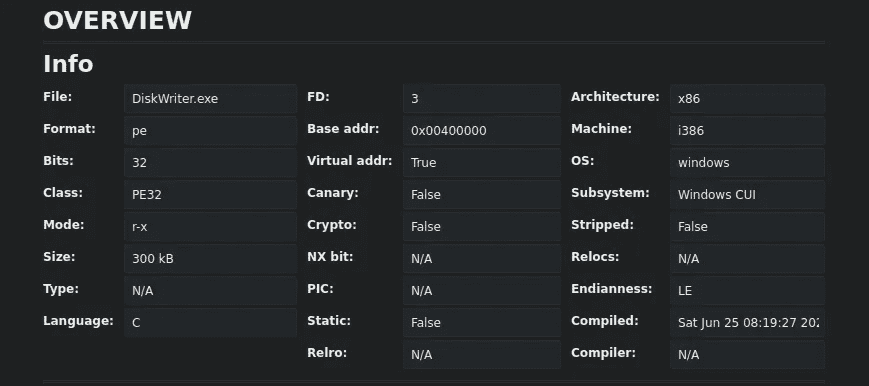 OVERVIEW
Info
File: DiskWriter.exe FD: 3 Architecture: x86
Format: pe Base addr: 0x00400000 Machine: i386
Bits: 32 Virtual addr: True OS: windows
Class: PE32 Canary: False Subsystem: Windows CUI
Mode: r-x Crypto: False Stripped: False
Size: 300 kB NX bit: N/A Relocs: N/A
Type: N/A PIC: N/A Endianness: LE
Language: C Static: False Compiled: Sat Jun 25 08:19:27
Relro: N/A Compiler: N/A